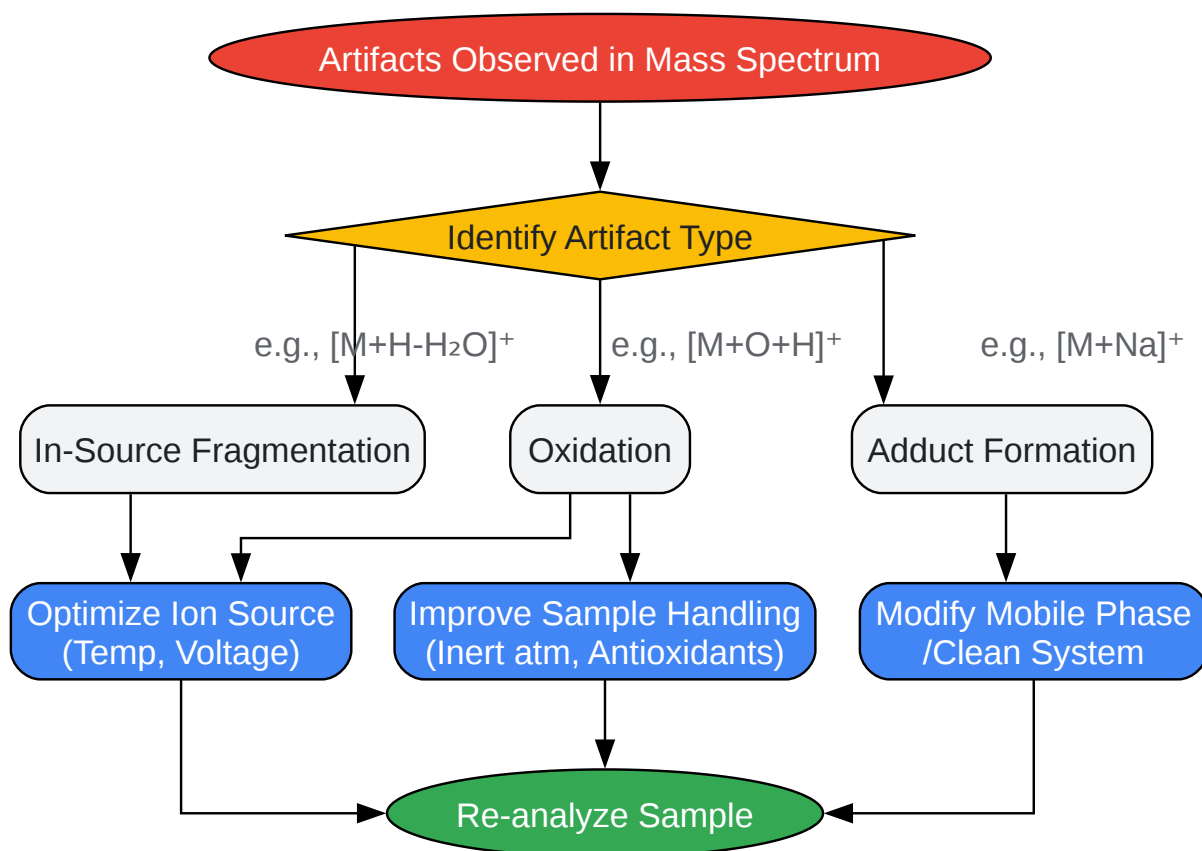 Artifacts Observed in Mass Spectrum
Identify Artifact Type
e.g., [M+H-H₂O]⁺
e.g., [M+O+H]⁺
e.g., [M+Na]⁺
In-Source Fragmentation
Oxidation
Adduct Formation
Optimize Ion Source
(Temp, Voltage)
Improve Sample Handling
(Inert atm, Antioxidants)
Modify Mobile Phase
/Clean System
Re-analyze Sample